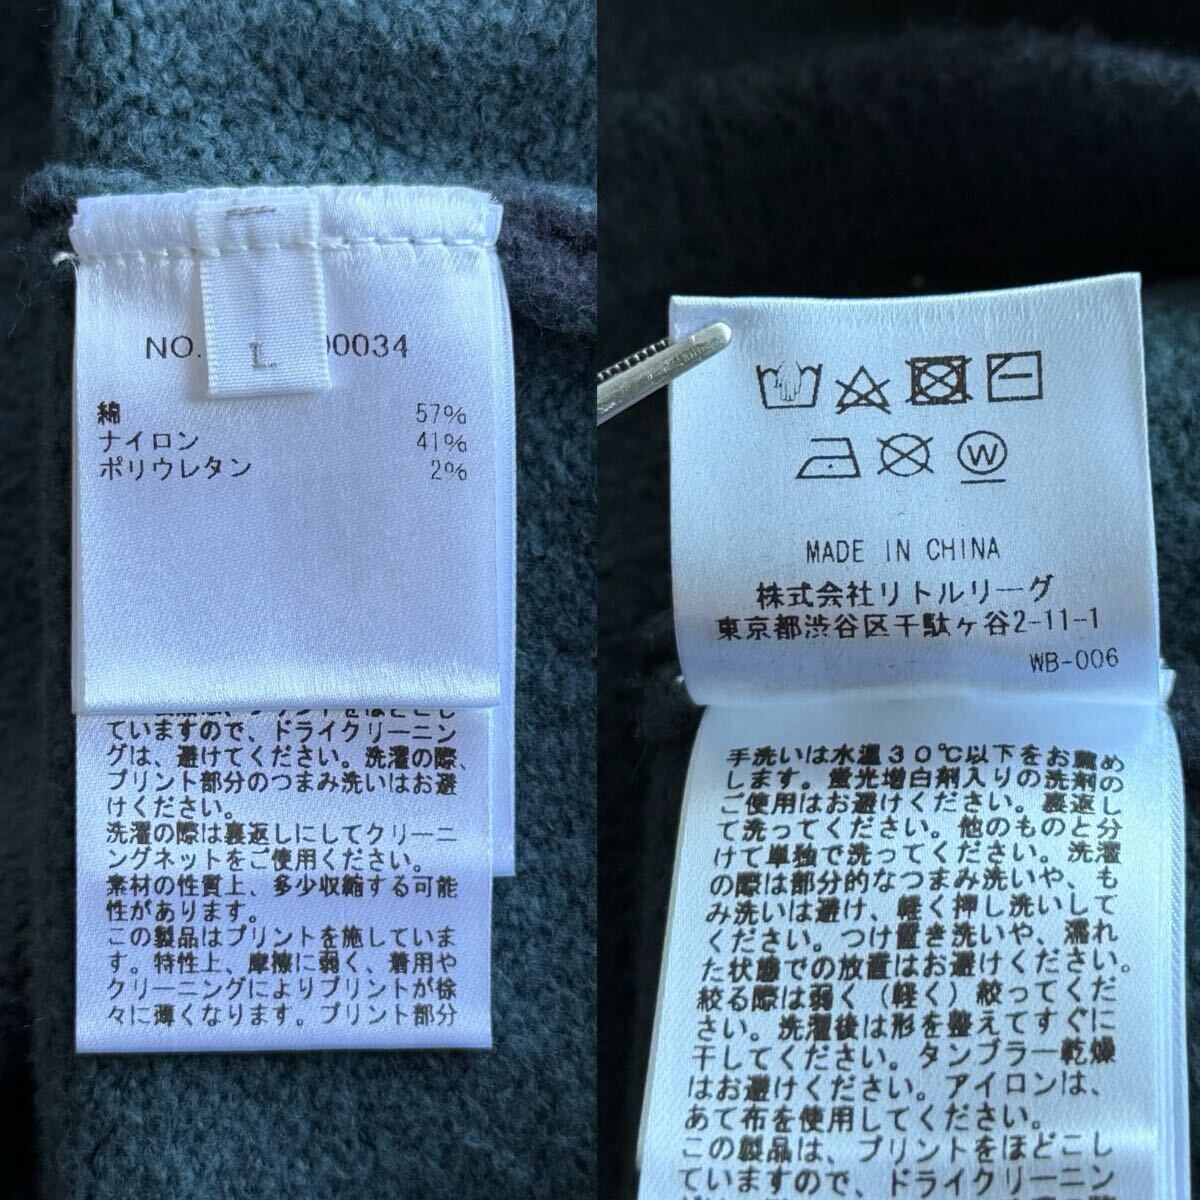 NO. 00034
L
綿 57%
ナイロン 41%
ポリウレタン 2%
ていますので、ドライクリーニン
グは、避けてください。洗濯の際、
プリント部分のつまみ洗いはお避
けください。
洗濯の際は裏返しにしてクリーニ
ングネットをご使用ください。
素材の性質上、多少収縮する可能
性があります。
この製品はプリントを施していま
す。特性上、摩擦に弱く、着用や
クリーニングによりプリントが徐
々に薄くなります。プリント部分
W
MADE IN CHINA
株式会社リトルリーグ
東京都渋谷区千駄ヶ谷2-11-1
WB-006
手洗いは水温30℃以下をお薦め
します。蛍光増白剤入りの洗剤の
ご使用はお避けください。裏返し
て洗ってください。他のものと分
けて単独で洗ってください。洗濯
の際は部分的なつまみ洗いや、も
み洗いは避け、軽く押し洗いして
ください。つけ置き洗いや、濡れ
た状態での放置はお避けください。
絞る際は弱く（軽く）絞ってくだ
さい。洗濯後は形を整えてすぐに
干してください。タンブラー乾燥
はお避けください。アイロンは、
あて布を使用してください。
この製品は、プリントをほどこし
ていますので、ドライクリーニン